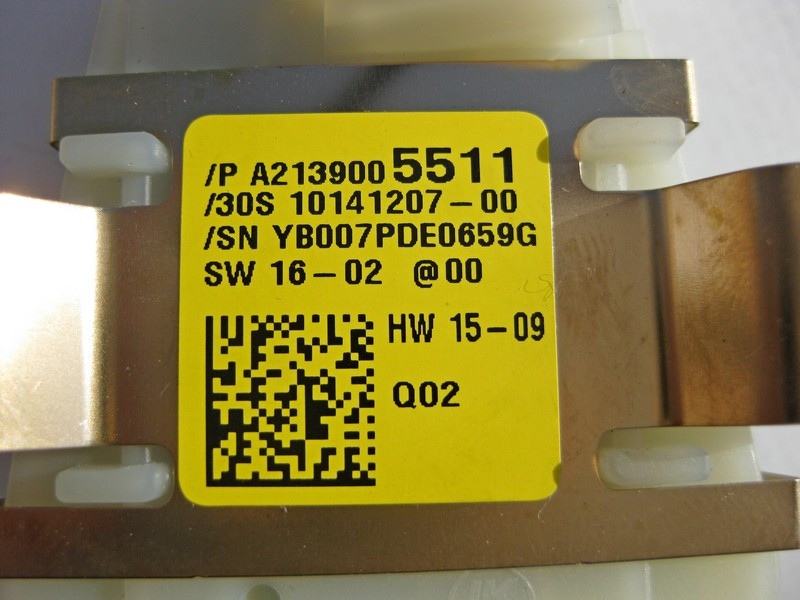 /P A213900 5511
/30S 10141207-00
/SN YB007PDE0659G
SW 16-02 @00
HW 15-09
Q02